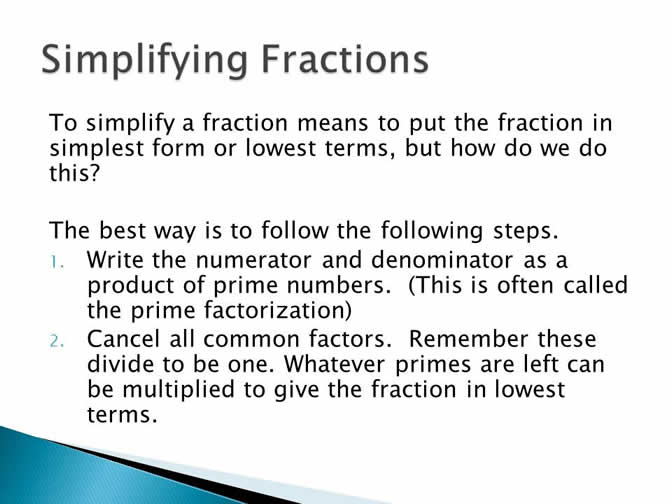 Simplifying Fractions
To simplify a fraction means to put the fraction in
simplest form or lowest terms, but how do we do
this?
The best way is to follow the following steps.
1. Write the numerator and denominator as a
product of prime numbers. (This is often called
the prime factorization)
2. Cancel all common factors. Remember these
divide to be one. Whatever primes are left can
be multiplied to give the fraction in lowest
terms.